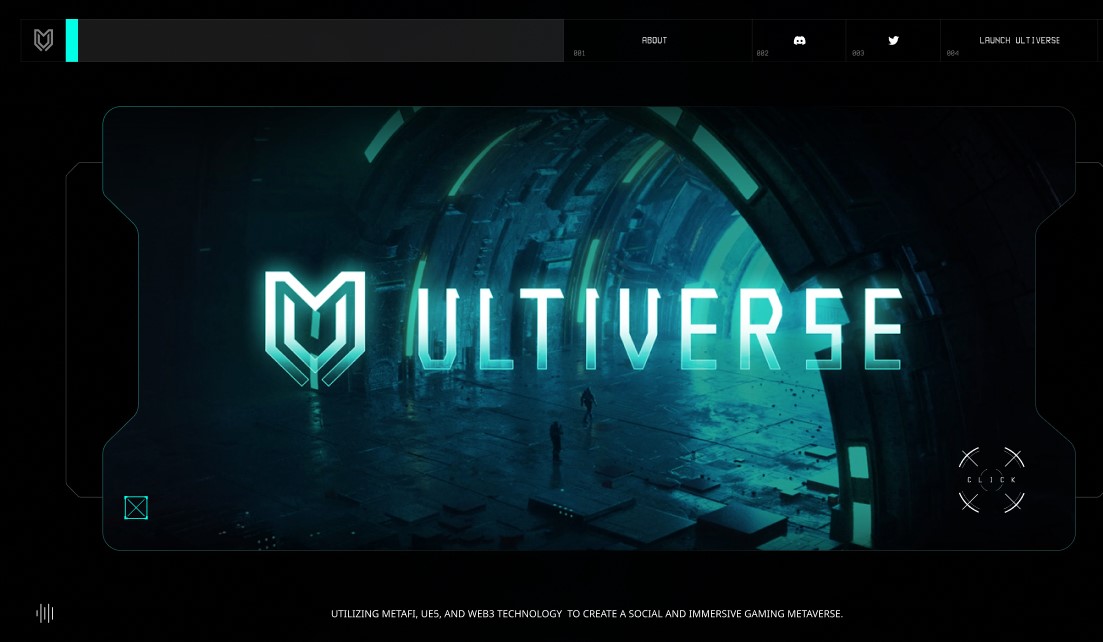 ABOUT
001
002
003
LAUNCH ULTIVERSE
004
ULTIVERSE
CLICK
UTILIZING METAFI, UE5, AND WEB3 TECHNOLOGY  TO CREATE A SOCIAL AND IMMERSIVE GAMING METAVERSE.